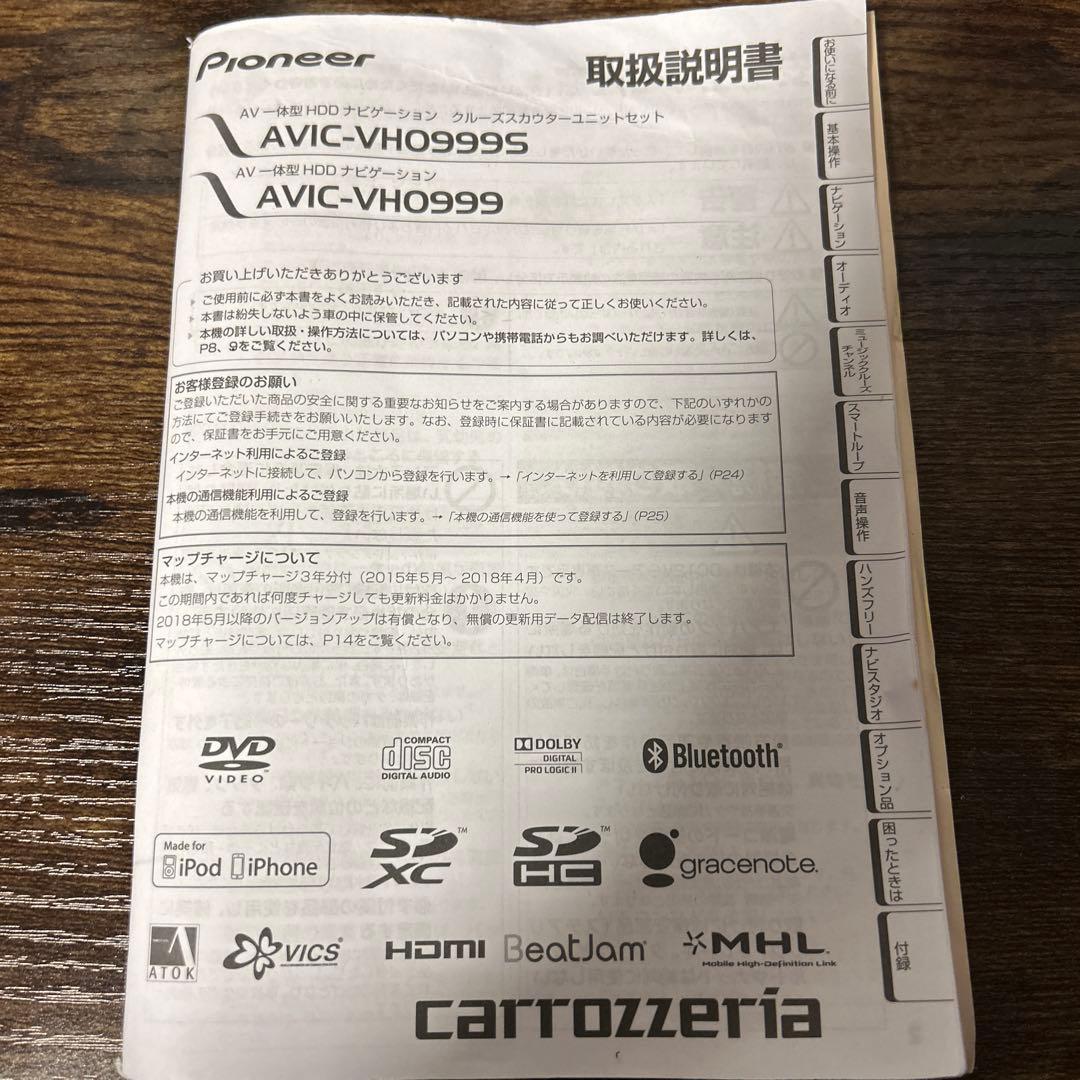 Pioneer
取扱説明書
AV一体型HDDナビゲーション　クルーズスカウターユニットセット
AVIC-VH0999S
AV一体型HDDナビゲーション
AVIC-VH0999
お買い上げいただきありがとうございます
ご使用前に必ず本書をよくお読みいただき、記載された内容に従って正しくお使いください。
本書は紛失しないよう車の中に保管してください。
本機の詳しい取扱・操作方法については、パソコンや携帯電話からもお調べいただけます。詳しくは、
P8、9をご覧ください。
お客様登録のお願い
ご登録いただいた商品の安全に関する重要なお知らせをご案内する場合がありますので、下記のいずれかの
方法にてご登録手続きをお願いいたします。なお、登録時に保証書に記載されている内容が必要になります
ので、保証書をお手元にご用意ください。
インターネット利用によるご登録
インターネットに接続して、パソコンから登録を行います。→「インターネットを利用して登録する」(P24)
本機の通信機能利用によるご登録
本機の通信機能を利用して、登録を行います。→「本機の通信機能を使って登録する」(P25)
マップチャージについて
本機は、マップチャージ3年分付（2015年5月～2018年4月）です。
この期間内であれば何度チャージしても更新料金はかかりません。
2018年5月以降のバージョンアップは有償となり、無償の更新用データ配信は終了します。
マップチャージについては、P14をご覧ください。
DVD VIDEO™
COMPACT disc DIGITAL AUDIO
DOLBY DIGITAL PRO LOGIC II
Bluetooth®
Made for iPod iPhone
SD XC™
SD HC™
gracenote.
ATOK
VICS®
HDMI
BeatJam®
MHL™
Mobile High-Definition Link
carrozzeria
お使いになる前に
基本操作
ナビゲーション
オーディオ
ミュージッククルーズチャンネル
スマートループ
音声操作
ハンズフリー
ナビスタジオ
オプション品
困ったときは
付録